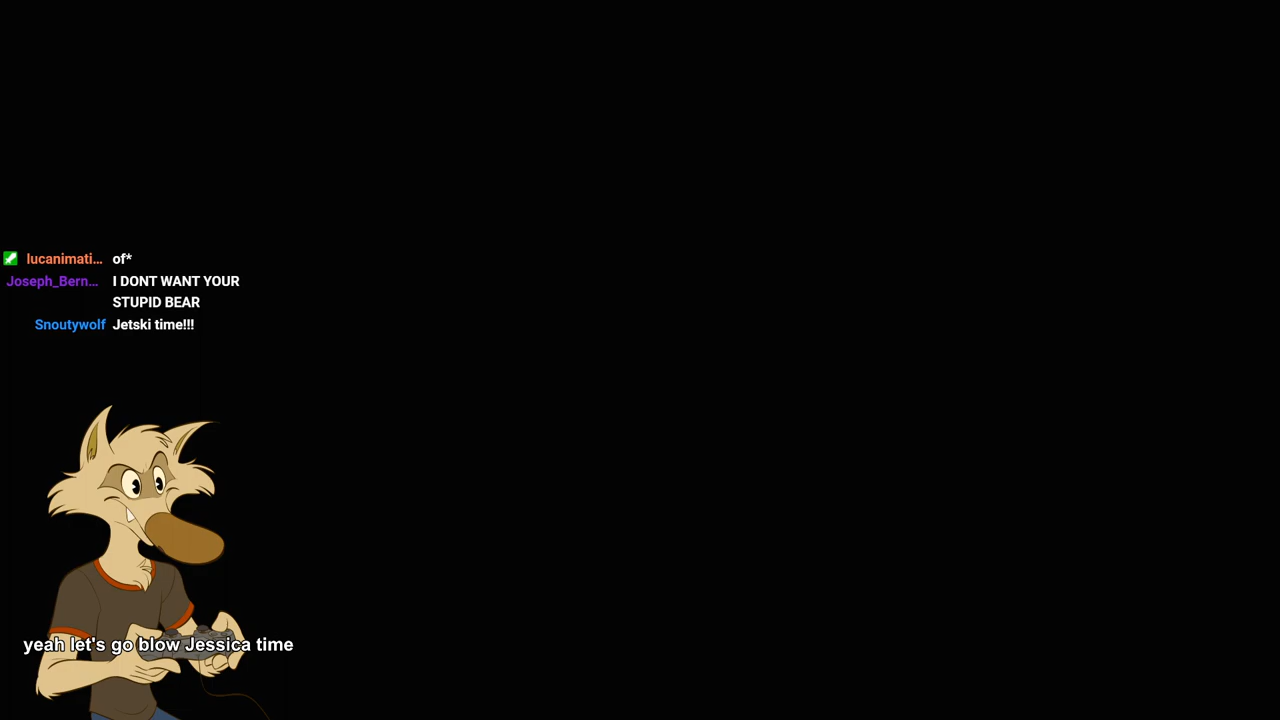 lucanimati... of*
Joseph_Bern... I DONT WANT YOUR
STUPID BEAR
Snoutywolf Jetski time!!!
yeah let's go blow Jessica time